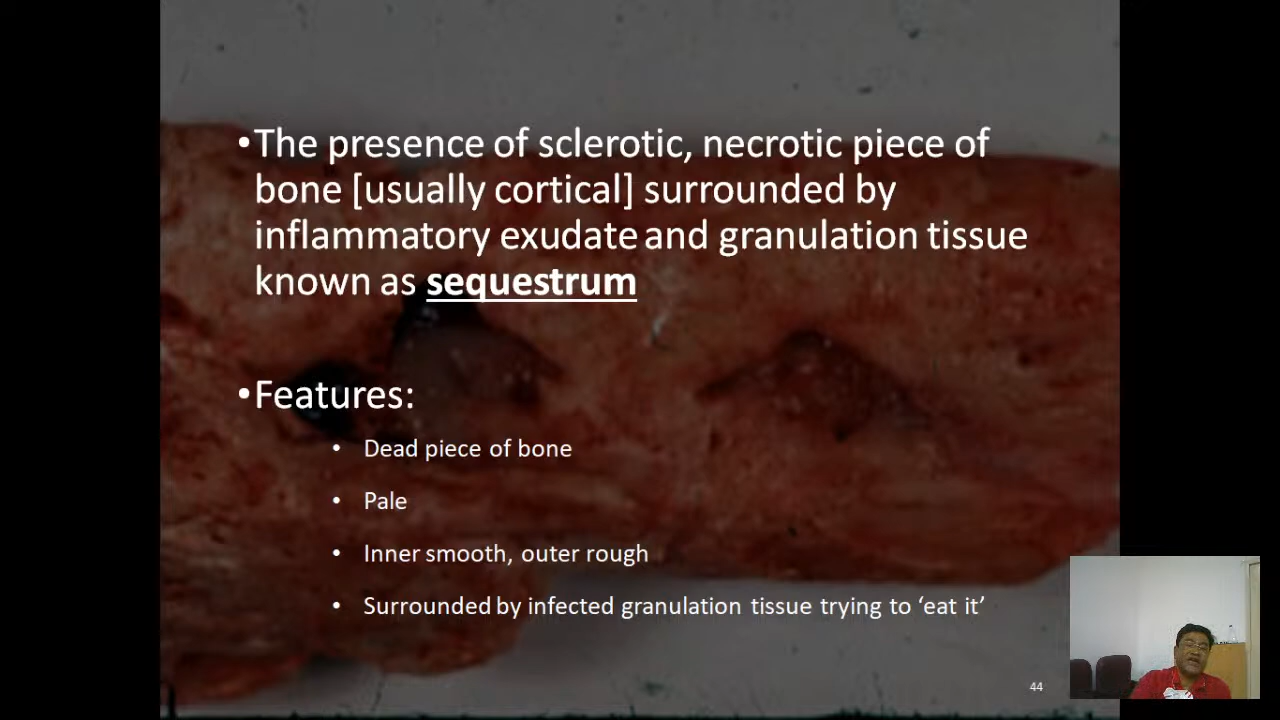 •The presence of sclerotic, necrotic piece of
bone [usually cortical] surrounded by
inflammatory exudate and granulation tissue
known as sequestrum
•Features:
• Dead piece of bone
• Pale
• Inner smooth, outer rough
• Surrounded by infected granulation tissue trying to ‘eat it’
44